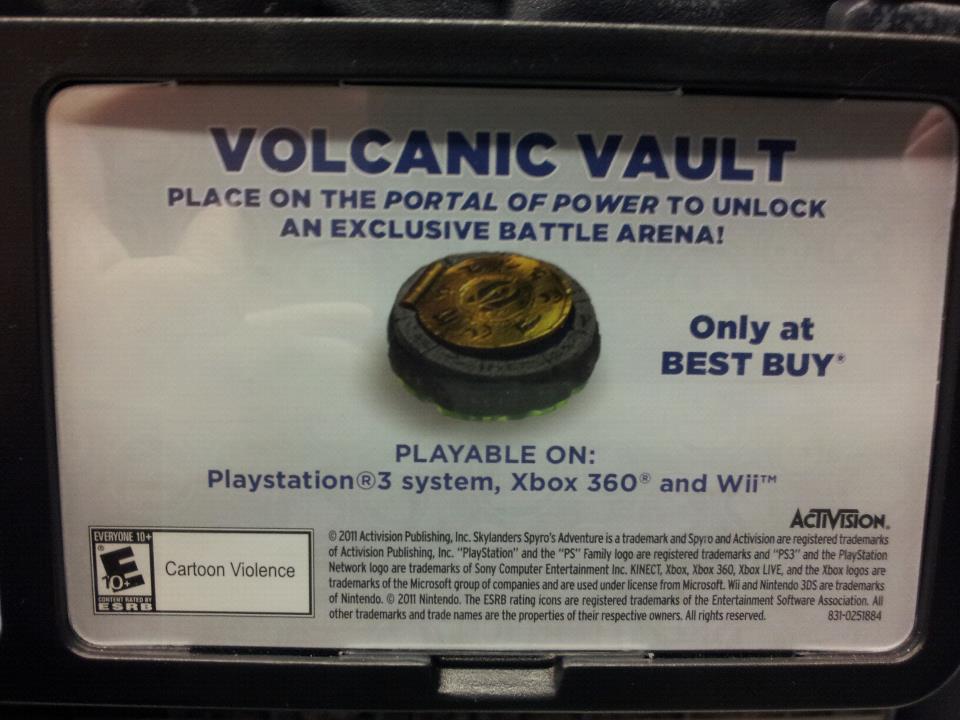 VOLCANIC VAULT
PLACE ON THE PORTAL OF POWER TO UNLOCK
AN EXCLUSIVE BATTLE ARENA!
Only at
BEST BUY®
PLAYABLE ON:
Playstation®3 system, Xbox 360® and Wii™
ACTIVISION®
EVERYONE 10+
E
10+
CONTENT RATED BY
ESRB
Cartoon Violence
© 2011 Activision Publishing, Inc. Skylanders Spyro's Adventure is a trademark and Spyro and Activision are registered trademarks
of Activision Publishing, Inc. "PlayStation" and the "PS" Family logo are registered trademarks and "PS3" and the PlayStation
Network logo are trademarks of Sony Computer Entertainment Inc. KINECT, Xbox, Xbox 360, Xbox LIVE, and the Xbox logos are
trademarks of the Microsoft group of companies and are used under license from Microsoft. Wii and Nintendo 3DS are trademarks
of Nintendo. © 2011 Nintendo. The ESRB rating icons are registered trademarks of the Entertainment Software Association. All
other trademarks and trade names are the properties of their respective owners. All rights reserved. 831-0251884